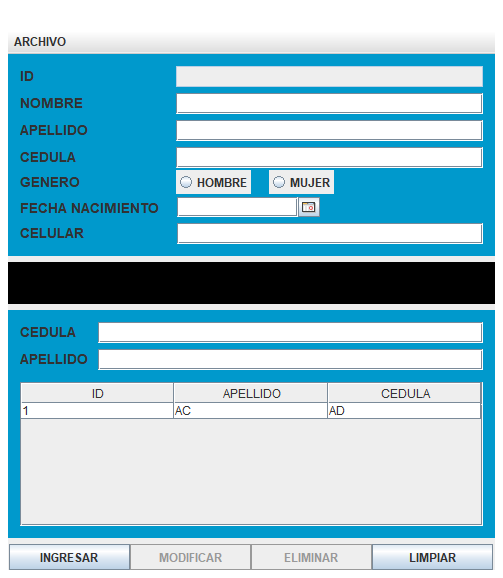 ARCHIVO
ID
NOMBRE
APELLIDO
CEDULA
GENERO HOMBRE MUJER
FECHA NACIMIENTO
CELULAR
CEDULA
APELLIDO
ID APELLIDO CEDULA
1 AC AD
INGRESAR MODIFICAR ELIMINAR LIMPIAR